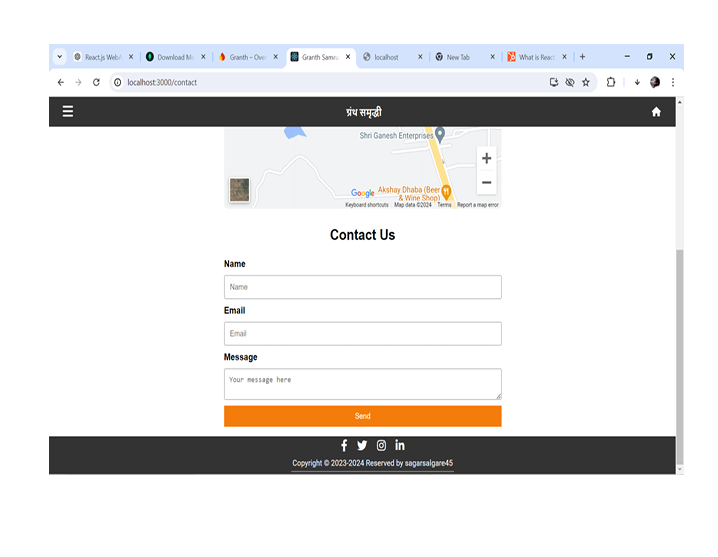 React.js Web
Download M
Granth – Over
Granth Samr
localhost
New Tab
What is React
localhost:3000/contact
ग्रंथ समृद्धी
Shri Ganesh Enterprises
Google
Akshay Dhaba (Beer
& Wine Shop)
Keyboard shortcuts Map data ©2024 Terms Report a map error
Contact Us
Name
Name
Email
Email
Message
Your message here
Send
Copyright © 2023-2024 Reserved by sagarsalgare45